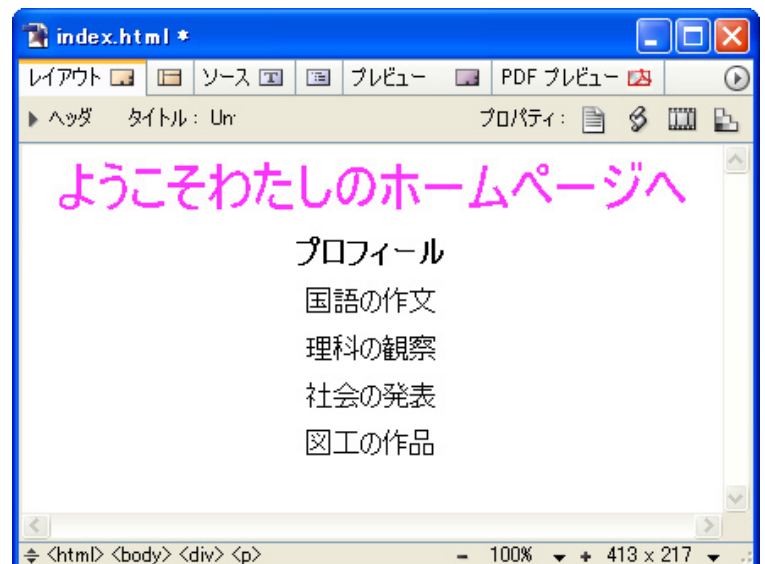 index.html *
レイアウト ソース プレビュー PDF プレビュー
ヘッダ タイトル: Un プロパティ:
ようこそわたしのホームページへ
プロフィール
国語の作文
理科の観察
社会の発表
図工の作品
<html> <body> <div> <p> - 100% + 413 x 217